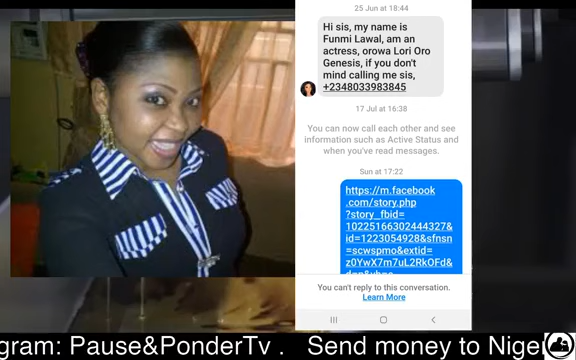 25 Jun at 18:44
Hi sis, my name is
Funmi Lawal, am an
actress, orowa Lori Oro
Genesis, if you don't
mind calling me sis,
+2348033983845
17 Jul at 16:38
You can now call each other and see
information such as Active Status and
when you've read messages.
Sun at 17:22
https://m.facebook
.com/story.php
?story_fbid=
10225166302444327&
id=1223054928&sfnsn
=scwspmo&extid=
z0YwX7m7uL2RkOFd&
You can't reply to this conversation.
Learn More
gram: Pause&PonderTv . Send money to Niger